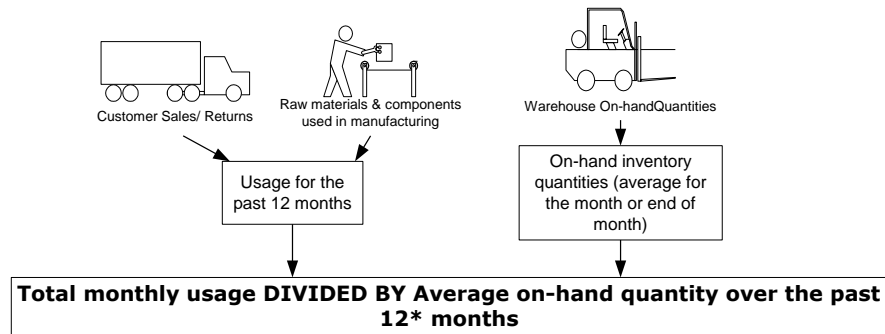 Customer Sales/ Returns
Raw materials & components
used in manufacturing
Warehouse On-handQuantities
Usage for the
past 12 months
On-hand inventory
quantities (average for
the month or end of
month)
Total monthly usage DIVIDED BY Average on-hand quantity over the past
12* months